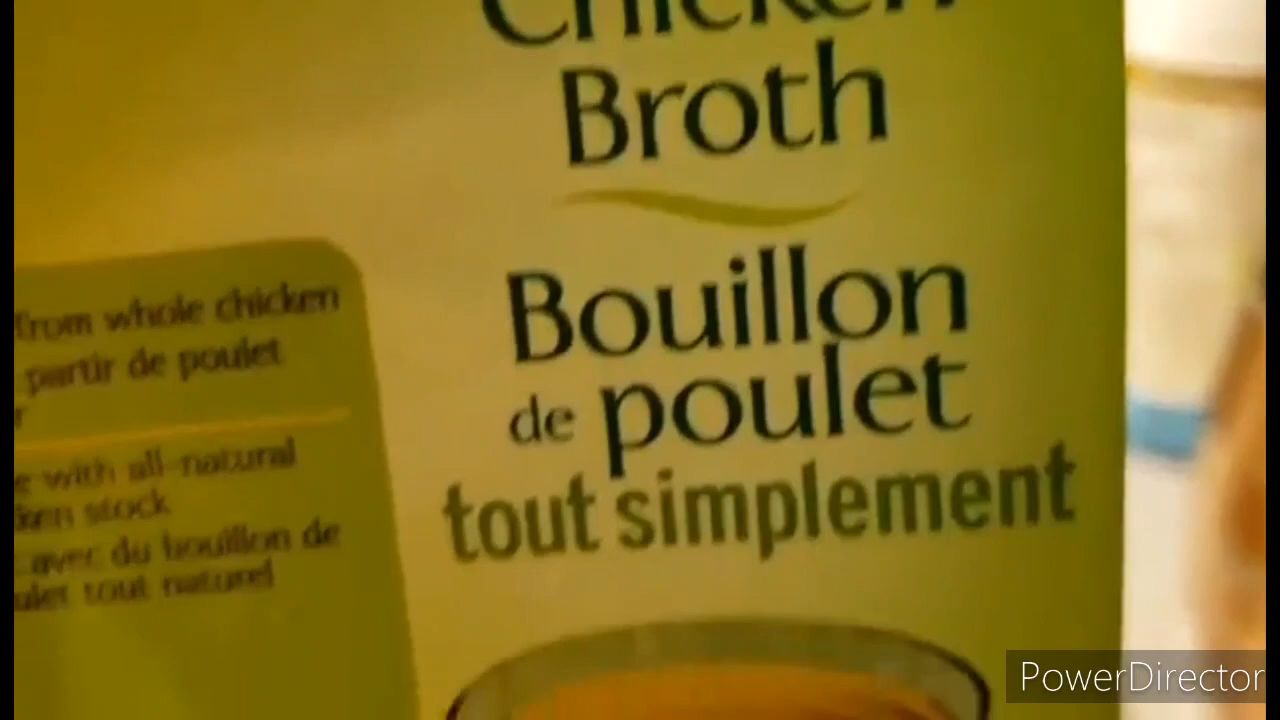 Chicken
Broth
Bouillon
de poulet
tout simplement
from whole chicken
partir de poulet
r
e with all-natural
ken stock
avec du bouillon de
ulet tout naturel
PowerDirector